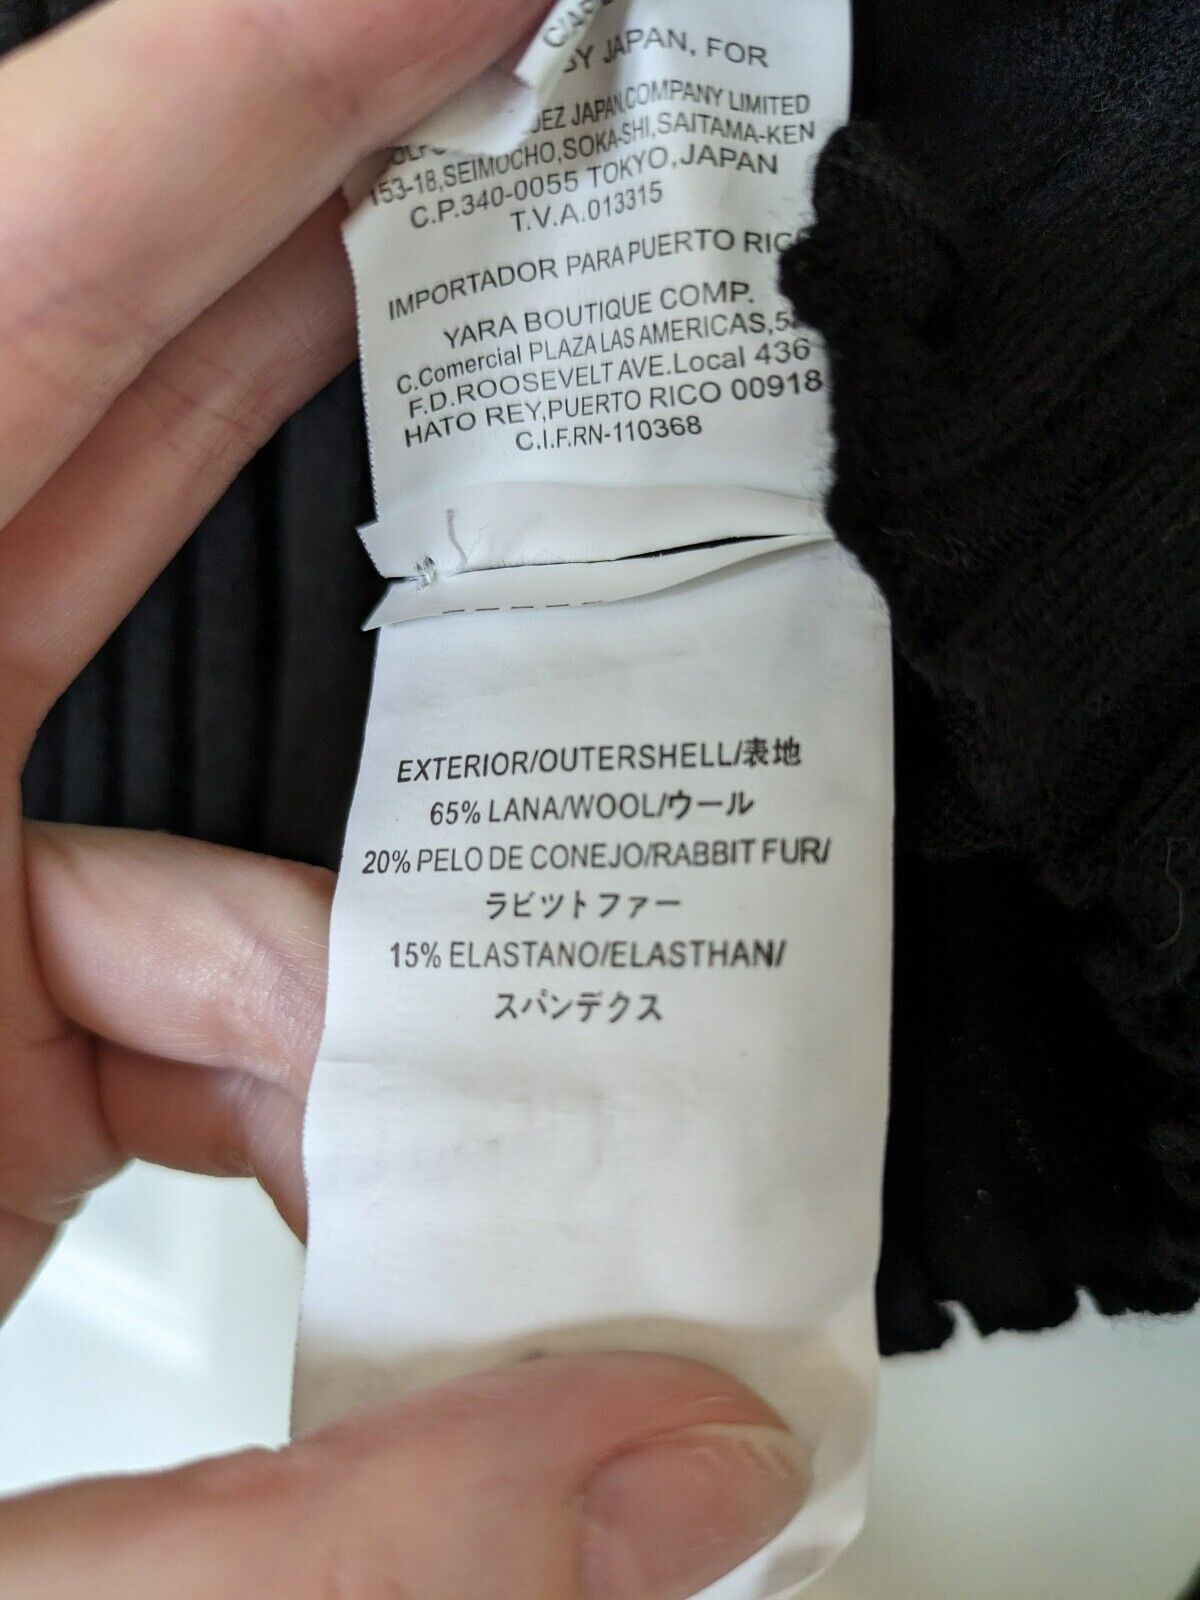 BY JAPAN, FOR
JAPAN.COMPANY LIMITED
153-18,SEIMOCHO,SOKA-SHI,SAITAMA-KEN
C.P.340-0055 TOKYO,JAPAN
T.V.A.013315
IMPORTADOR PARA PUERTO
YARA BOUTIQUE COMP.
C.Comercial PLAZA LAS AMERICAS,
F.D.ROOSEVELT AVE.Local 436
HATO REY,PUERTO RICO 00918
C.I.F.RN-110368
EXTERIOR/OUTERSHELL/表地
65% LANA/WOOL/ウール
20% PELO DE CONEJO/RABBIT FUR/
ラビットファー
15% ELASTANO/ELASTHAN/
スパンデクス